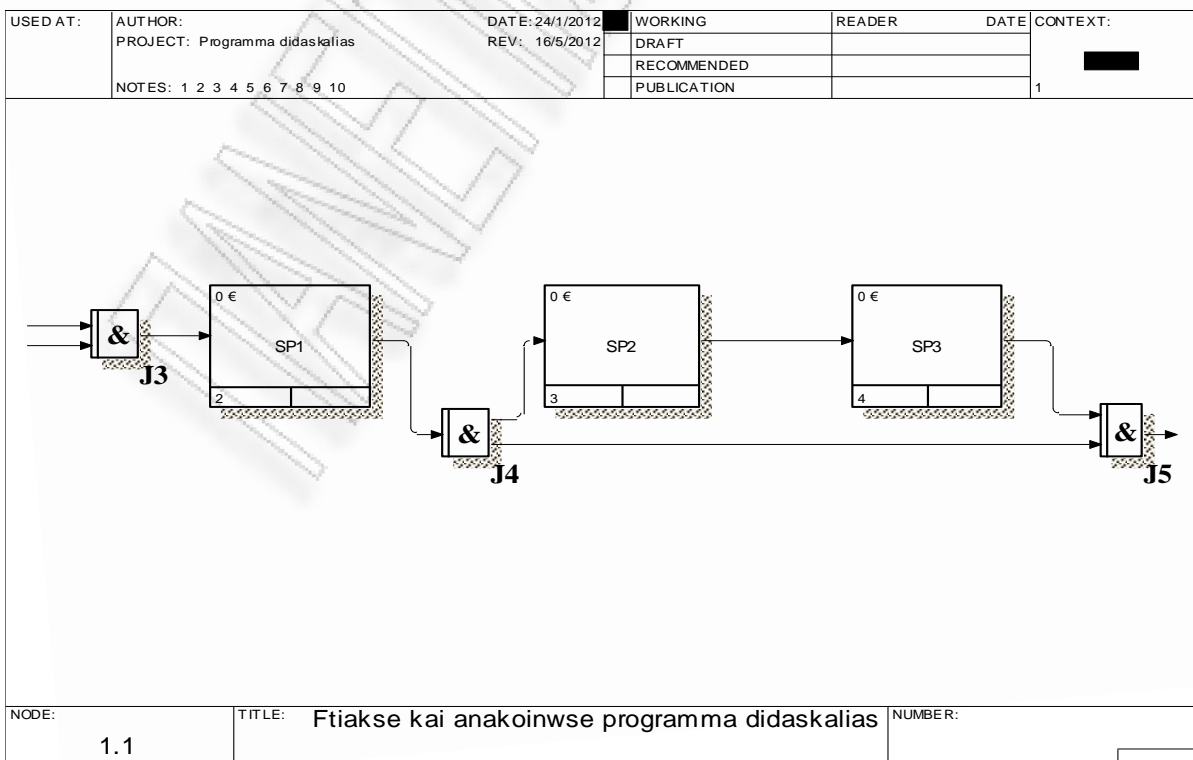 USED AT: AUTHOR: DATE: 24/1/2012 WORKING READER DATE CONTEXT:
PROJECT: Programma didaskalias REV: 16/5/2012 DRAFT
RECOMMENDED
NOTES: 1 2 3 4 5 6 7 8 9 10 PUBLICATION 1
0 € 0 € 0 €
& SP1 SP2 SP3
J3
2 3 4
& &
J4 J5
NODE: TITLE: Ftiakse kai anakoinwse programma didaskalias NUMBER:
1.1